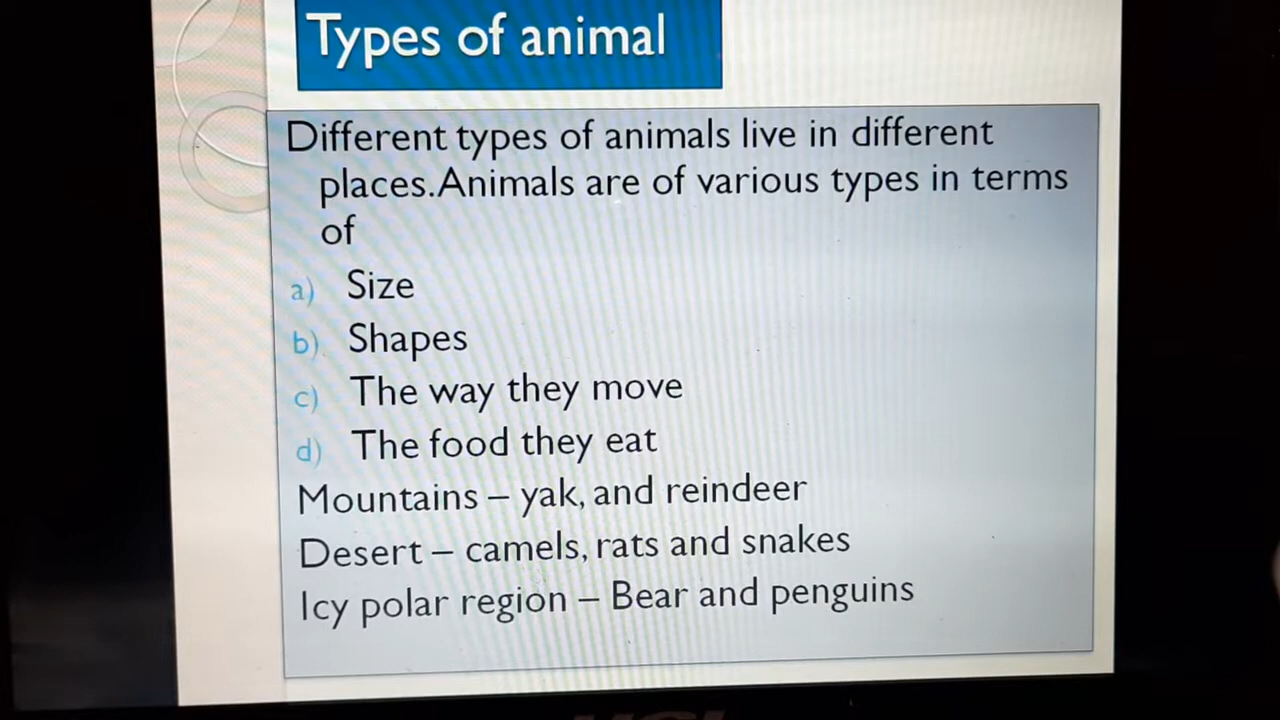 Types of animal
Different types of animals live in different
places.Animals are of various types in terms
of
a) Size
b) Shapes
c) The way they move
d) The food they eat
Mountains – yak, and reindeer
Desert – camels, rats and snakes
Icy polar region – Bear and penguins